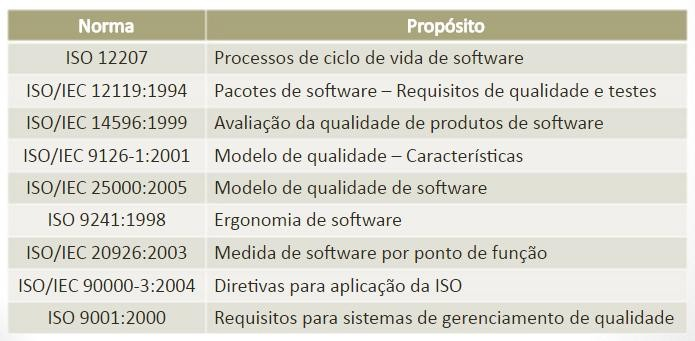 Norma Propósito
ISO 12207 Processos de ciclo de vida de software
ISO/IEC 12119:1994 Pacotes de software – Requisitos de qualidade e testes
ISO/IEC 14596:1999 Avaliação da qualidade de produtos de software
ISO/IEC 9126-1:2001 Modelo de qualidade – Características
ISO/IEC 25000:2005 Modelo de qualidade de software
ISO 9241:1998 Ergonomia de software
ISO/IEC 20926:2003 Medida de software por ponto de função
ISO/IEC 90000-3:2004 Diretivas para aplicação da ISO
ISO 9001:2000 Requisitos para sistemas de gerenciamento de qualidade